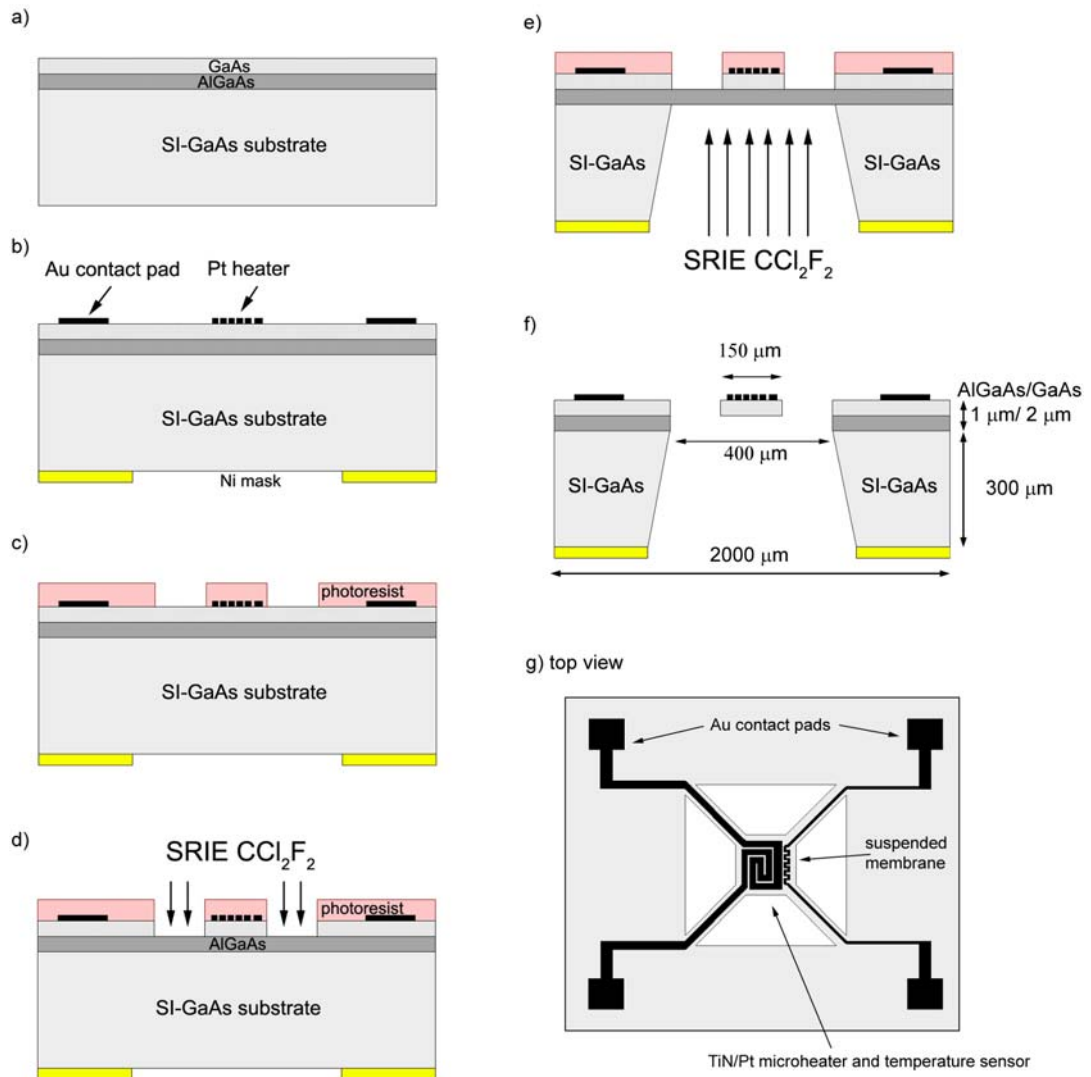 a)
GaAs
AlGaAs
SI-GaAs substrate
b)
Au contact pad
Pt heater
SI-GaAs substrate
Ni mask
c)
photoresist
SI-GaAs substrate
d)
SRIE CCl₂F₂
photoresist
AlGaAs
SI-GaAs substrate
e)
SI-GaAs
SI-GaAs
SRIE CCl₂F₂
f)
150 μm
AlGaAs/GaAs
1 μm/ 2 μm
400 μm
SI-GaAs
SI-GaAs
300 μm
2000 μm
g) top view
Au contact pads
suspended
membrane
TiN/Pt microheater and temperature sensor